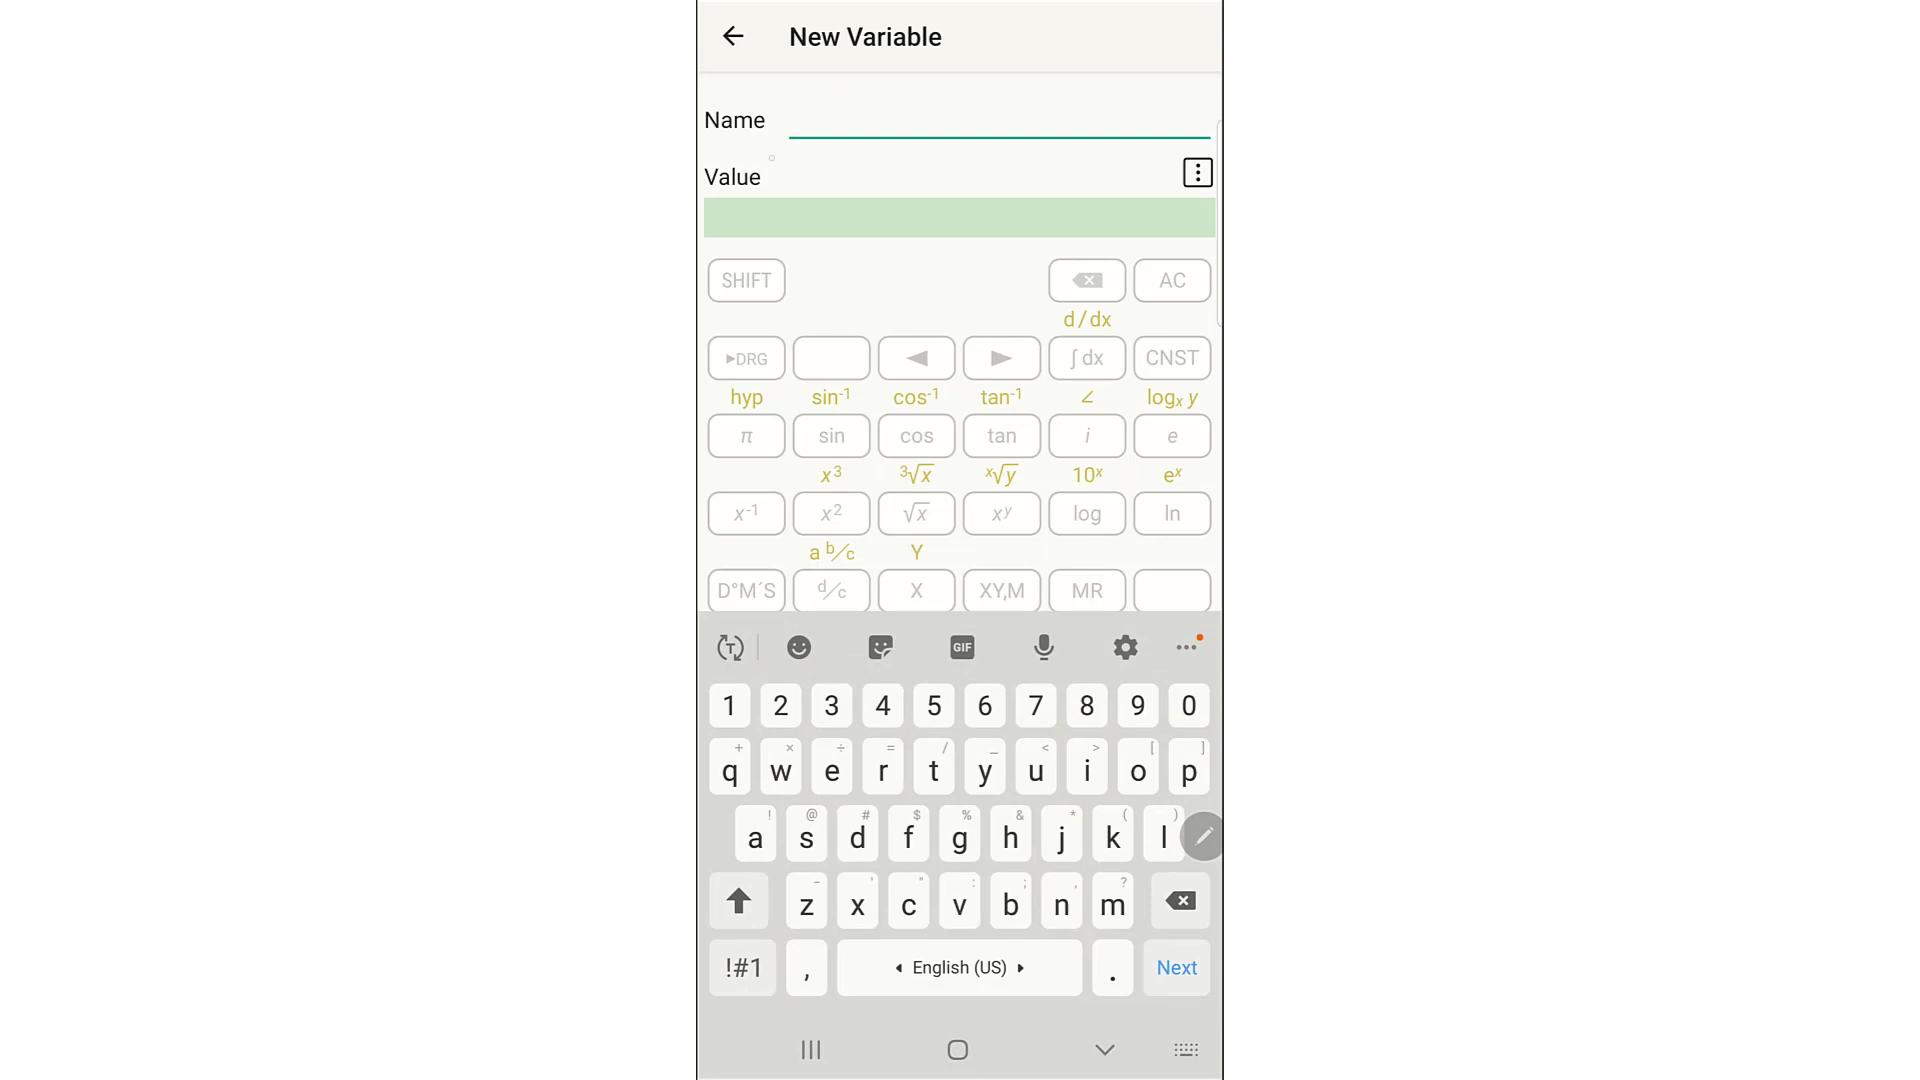 New Variable
Name
Value
SHIFT AC
d / dx
▶DRG ◀ ▶ ∫ dx CNST
hyp sin⁻¹ cos⁻¹ tan⁻¹ ∠ logₓ y
π sin cos tan i e
x³ ³√x ˣ√y 10ˣ eˣ
x⁻¹ x² √x xʸ log ln
a b/c Y
D°M´S d/c X XY,M MR
T GIF
1 2 3 4 5 6 7 8 9 0
+ × ÷ = / _ < > [ ]
q w e r t y u i o p
! @ # $ % & * ( )
a s d f g h j k l
- ' " : ; , ?
z x c v b n m
!#1 , English (US) . Next